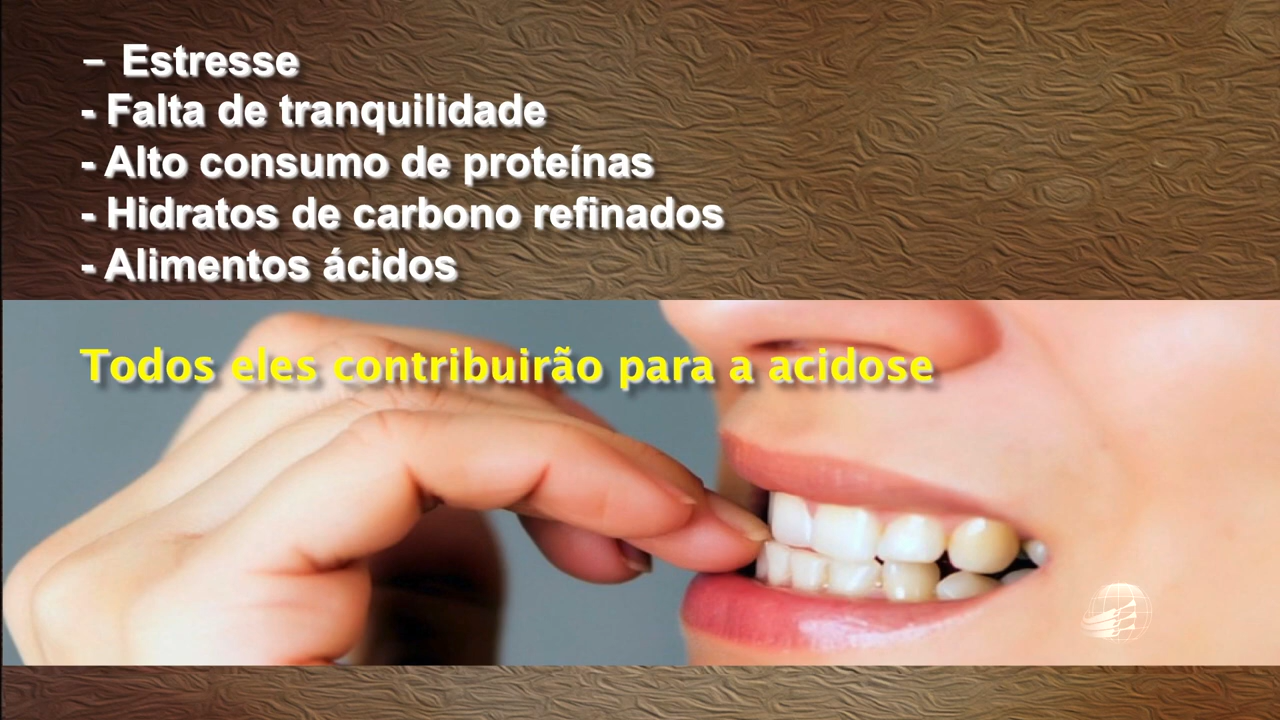 – Estresse
- Falta de tranquilidade
- Alto consumo de proteínas
- Hidratos de carbono refinados
- Alimentos ácidos
Todos eles contribuirão para a acidose